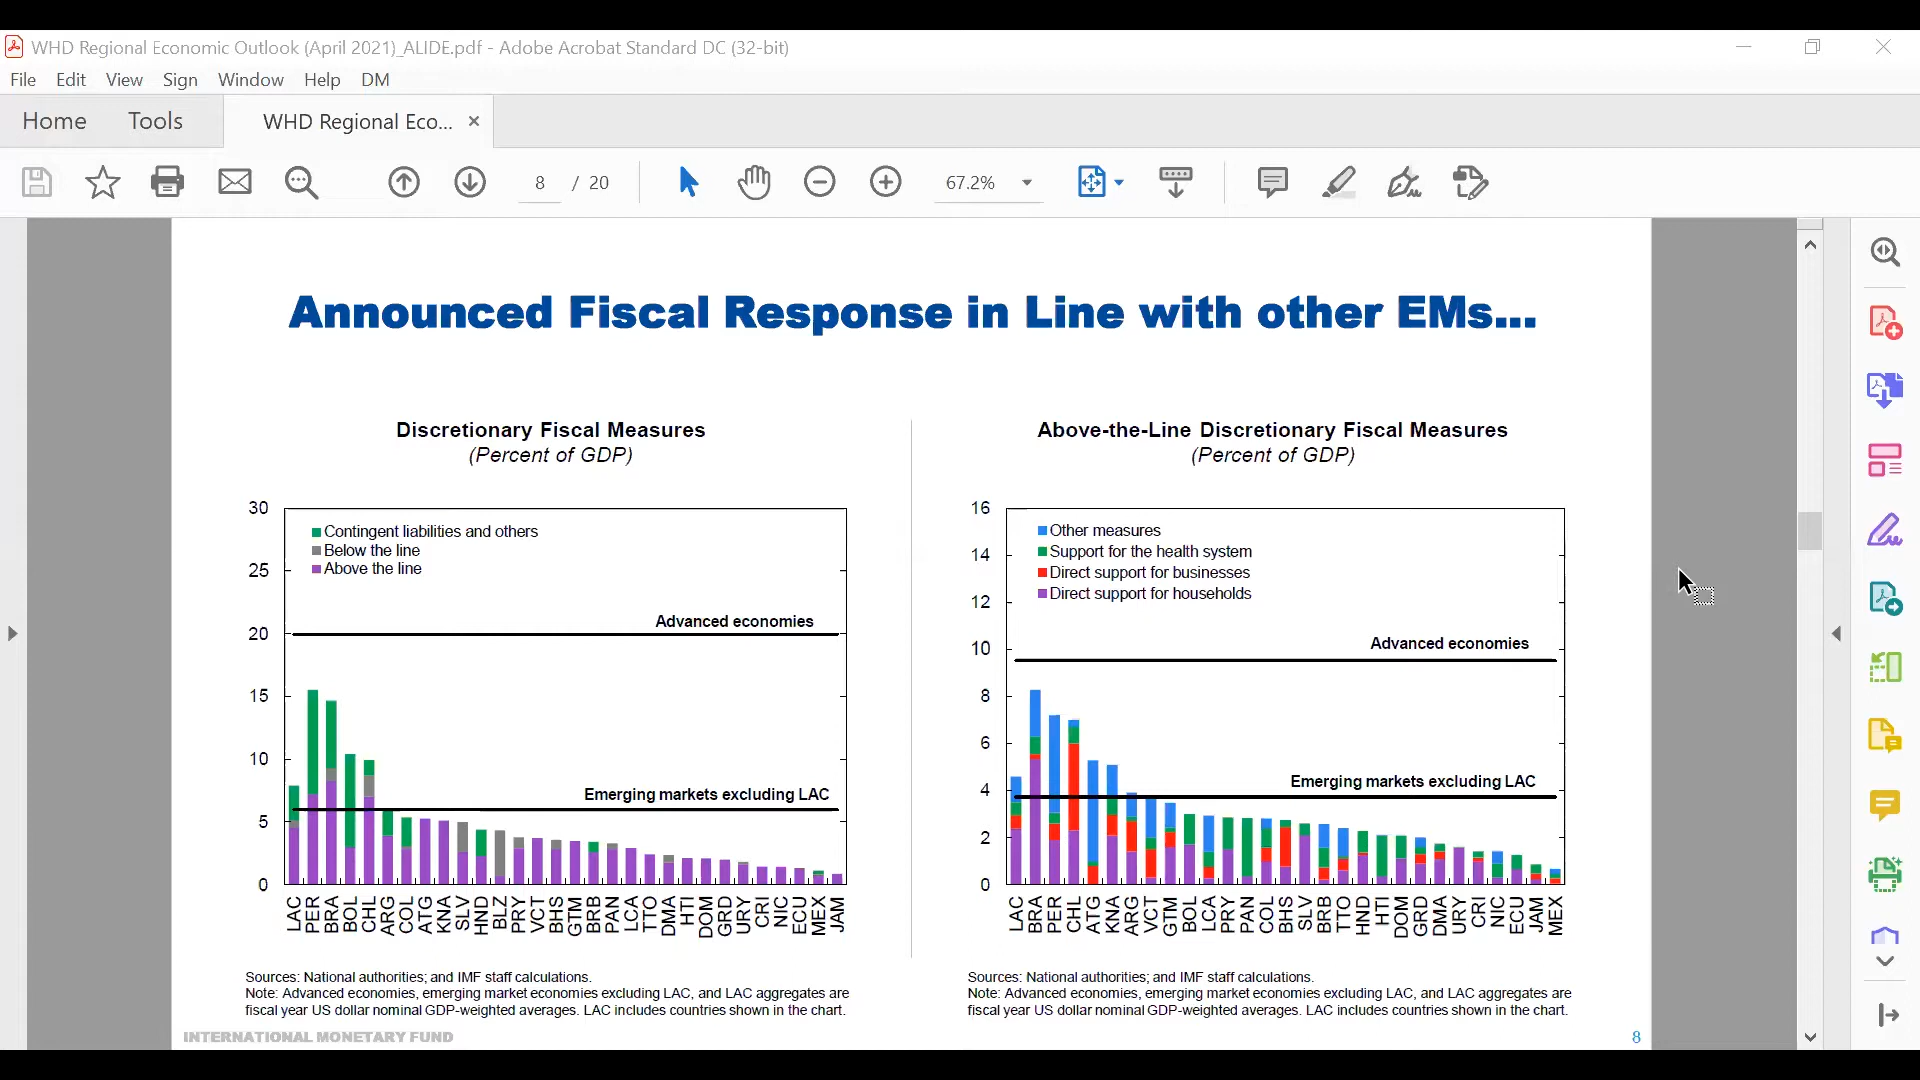 WHD Regional Economic Outlook (April 2021)_ALIDE.pdf - Adobe Acrobat Standard DC (32-bit)
File Edit View Sign Window Help DM
Home Tools WHD Regional Eco... ×
8 / 20 67.2%
Announced Fiscal Response in Line with other EMs...
Discretionary Fiscal Measures
(Percent of GDP)
30
25
20
15
10
5
0
Contingent liabilities and others
Below the line
Above the line
Advanced economies
Emerging markets excluding LAC
LAC PER BRA BOL CHL ARG COL ATG KNA SLV HND BLZ PRY VCT BHS GTM BRB PAN LCA TTO DMA HTI DOM GRD URY CRI NIC ECU MEX JAM
Sources: National authorities; and IMF staff calculations.
Note: Advanced economies, emerging market economies excluding LAC, and LAC aggregates are
fiscal year US dollar nominal GDP-weighted averages. LAC includes countries shown in the chart.
Above-the-Line Discretionary Fiscal Measures
(Percent of GDP)
16
14
12
10
8
6
4
2
0
Other measures
Support for the health system
Direct support for businesses
Direct support for households
Advanced economies
Emerging markets excluding LAC
LAC BRA PER CHL ATG KNA ARG VCT GTM BOL LCA PRY PAN COL BHS SLV BRB TTO HND HTI DOM GRD DMA URY CRI NIC ECU JAM MEX
Sources: National authorities; and IMF staff calculations.
Note: Advanced economies, emerging market economies excluding LAC, and LAC aggregates are
fiscal year US dollar nominal GDP-weighted averages. LAC includes countries shown in the chart.
INTERNATIONAL MONETARY FUND
8